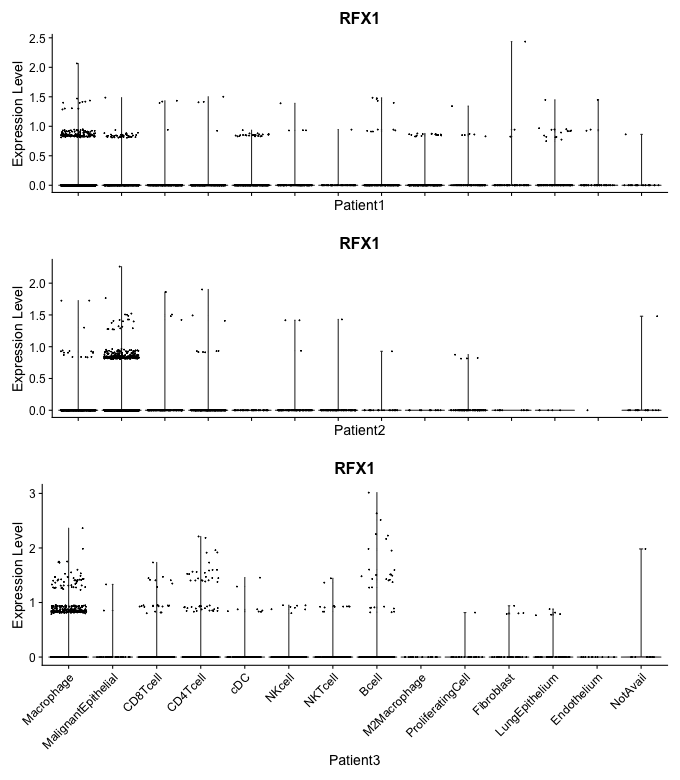 RFX1
Expression Level
2.5
2.0
1.5
1.0
0.5
0.0
Patient1
RFX1
Expression Level
2.0
1.5
1.0
0.5
0.0
Patient2
RFX1
Expression Level
3
2
1
0
Macrophage
MalignantEpithelial
CD8Tcell
CD4Tcell
cDC
NKcell
NKTcell
Bcell
M2Macrophage
ProliferatingCell
Fibroblast
LungEpithelium
Endothelium
NotAvail
Patient3